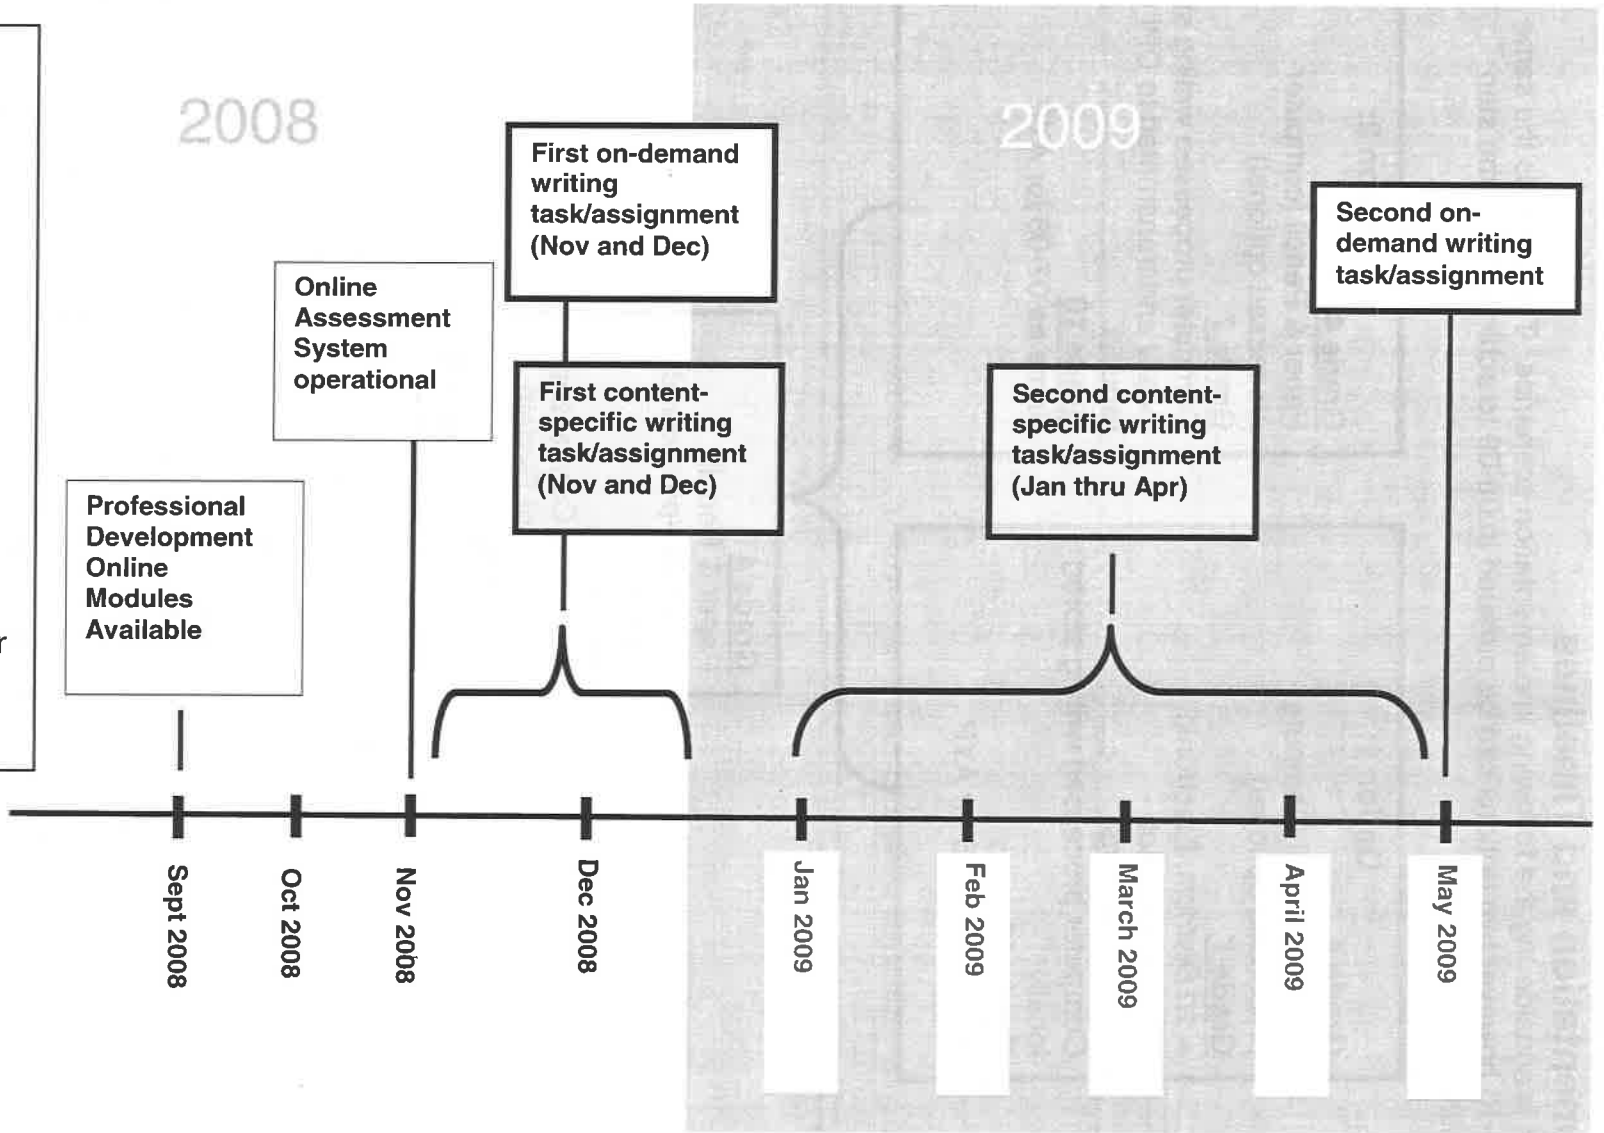 2008
2009
First on-demand
writing
task/assignment
(Nov and Dec)
Second on-
demand writing
task/assignment
Online
Assessment
System
operational
First content-
specific writing
task/assignment
(Nov and Dec)
Second content-
specific writing
task/assignment
(Jan thru Apr)
Professional
Development
Online
Modules
Available
r
Sept 2008
Oct 2008
Nov 2008
Dec 2008
Jan 2009
Feb 2009
March 2009
April 2009
May 2009